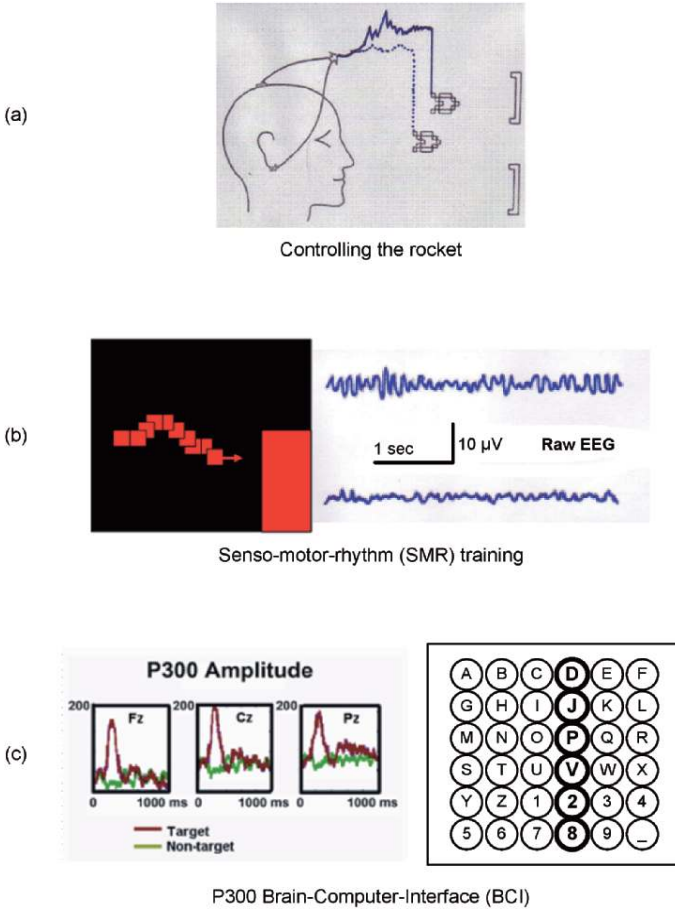 (a)
Controlling the rocket
(b)
1 sec
10 µV
Raw EEG
Senso-motor-rhythm (SMR) training
(c)
P300 Amplitude
200 Fz
200 Cz
200 Pz
0 1000 ms
0 1000 ms
0 1000 ms
Target
Non-target
A B C D E F
G H I J K L
M N O P Q R
S T U V W X
Y Z 1 2 3 4
5 6 7 8 9 _
P300 Brain-Computer-Interface (BCI)